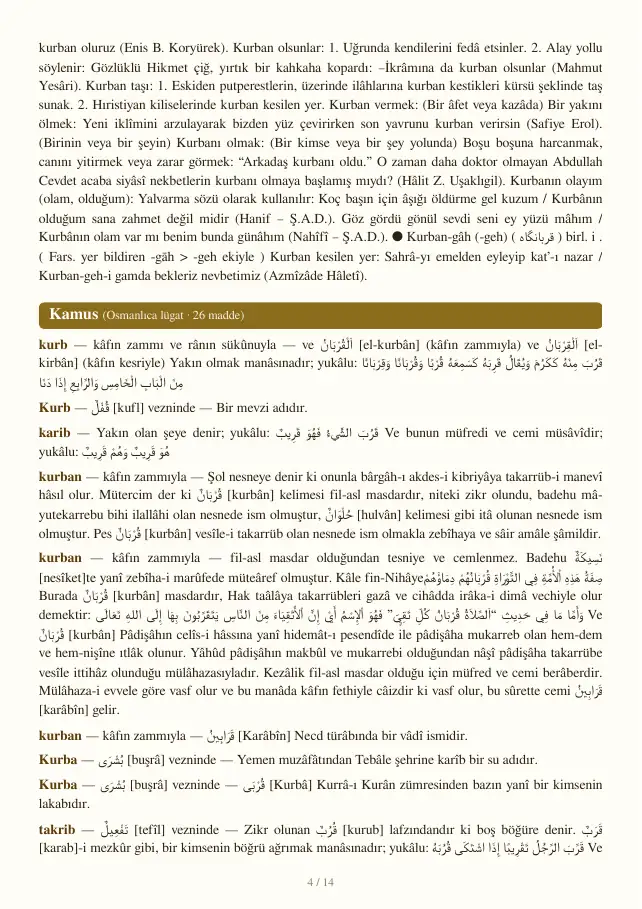 kurban oluruz (Enis B. Koryürek). Kurban olsunlar: 1. Uğrunda kendilerini fedâ etsinler. 2. Alay yollu
söylenir: Gözlüklü Hikmet çiğ, yırtık bir kahkaha kopardı: –İkrâmına da kurban olsunlar (Mahmut
Yesâri). Kurban taşı: 1. Eskiden putperestlerin, üzerinde ilâhlarına kurban kestikleri kürsü şeklinde taş
sunak. 2. Hıristiyan kiliselerinde kurban kesilen yer. Kurban vermek: (Bir âfet veya kazâda) Bir yakını
ölmek: Yeni iklîmini arzulayarak bizden yüz çevirirken son yavrunu kurban verirsin (Safiye Erol).
(Birinin veya bir şeyin) Kurbanı olmak: (Bir kimse veya bir şey yolunda) Boşu boşuna harcanmak,
canını yitirmek veya zarar görmek: “Arkadaş kurbanı oldu.” O zaman daha doktor olmayan Abdullah
Cevdet acaba siyâsî nekbetlerin kurbanı olmaya başlamış mıydı? (Hâlit Z. Uşaklıgil). Kurbanın olayım
(olam, olduğum): Yalvarma sözü olarak kullanılır: Koç başın için âşığı öldürme gel kuzum / Kurbânın
olduğum sana zahmet değil midir (Hanif – Ş.A.D.). Göz gördü gönül sevdi seni ey yüzü mâhım /
Kurbânın olam var mı benim bunda günâhım (Nahîfî – Ş.A.D.). ● Kurban-gâh (-geh) ( قربانگاه ) birl. i .
( Fars. yer bildiren -gāh > -geh ekiyle ) Kurban kesilen yer: Sahrâ-yı emelden eyleyip kat’-ı nazar /
Kurban-geh-i gamda bekleriz nevbetimiz (Azmîzâde Hâletî).
Kamus (Osmanlıca lügat · 26 madde)
kurb — kâfın zammı ve rânın sükûnuyla — ve اَلْقُرْبَانُ [el-kurbân] (kâfın zammıyla) ve اَلْقِرْبَانُ [el-
kirbân] (kâfın kesriyle) Yakın olmak manâsınadır; yukâlu: قَرُبَ مِنْهُ كَكَرُمَ وَيُقَالُ قَرِبَهُ كَسَمِعَهُ قُرْبًا وَقُرْبَانًا وَقِرْبَانًا
مِنَ الْبَابِ الْخَامِسِ وَالرَّابِعِ إِذَا دَنَا
Kurb — قُفْلٌ [kufl] vezninde — Bir mevzi adıdır.
karib — Yakın olan şeye denir; yukâlu: قَرُبَ الشَّيْءُ فَهُوَ قَرِيبٌ Ve bunun müfredi ve cemi müsâvîdir;
yukâlu: هُوَ قَرِيبٌ وَهُمْ قَرِيبٌ
kurban — kâfın zammıyla — Şol nesneye denir ki onunla bârgâh-ı akdes-i kibriyâya takarrüb-i manevî
hâsıl olur. Mütercim der ki قُرْبَانٌ [kurbân] kelimesi fil-asl masdardır, niteki zikr olundu, badehu mâ-
yutekarrebu bihi ilallâhi olan nesnede ism olmuştur, حُلْوَانٌ [hulvân] kelimesi gibi itâ olunan nesnede ism
olmuştur. Pes قُرْبَانٌ [kurbân] vesîle-i takarrüb olan nesnede ism olmakla zebîhaya ve sâir amâle şâmildir.
kurban — kâfın zammıyla — fil-asl masdar olduğundan tesniye ve cemlenmez. Badehu نَسِيكَةٌ
[nesîket]te yanî zebîha-i marûfede müteâref olmuştur. Kâle fin-Nihâye صِفَةُ هَذِهِ الْأُمَّةِ فِي التَّوْرَاةِ قُرْبَانُهُمْ دِمَاؤُهُمْ
Burada قُرْبَانٌ [kurbân] masdardır, Hak taâlâya takarrübleri gazâ ve cihâdda irâka-i dimâ vechiyle olur
demektir: وَأَمَّا مَا فِي حَدِيثِ “اَلصَّلاَةُ قُرْبَانُ كُلِّ تَقِيٍّ” فَهُوَ اْلإِسْمُ أَيْ إِنَّ اْلأَتْقِيَاءَ مِنَ النَّاسِ يَتَقَرَّبُونَ بِهَا إِلَى اللهِ تَعَالَى Ve
قُرْبَانٌ [kurbân] Pâdişâhın celîs-i hâssına yanî hidemât-ı pesendîde ile pâdişâha mukarreb olan hem-dem
ve hem-nişîne ıtlâk olunur. Yâhûd pâdişâhın makbûl ve mukarrebi olduğundan nâşî pâdişâha takarrübe
vesîle ittihâz olunduğu mülâhazasıyladır. Kezâlik fil-asl masdar olduğu için müfred ve cemi berâberdir.
Mülâhaza-i evvele göre vasf olur ve bu manâda kâfın fethiyle câizdir ki vasf olur, bu sûrette cemi قَرَابِينُ
[karâbîn] gelir.
kurban — kâfın zammıyla — قَرَابِينُ [Karâbîn] Necd türâbında bir vâdî ismidir.
Kurba — بُشْرَى [buşrâ] vezninde — Yemen muzâfâtından Tebâle şehrine karîb bir su adıdır.
Kurba — بُشْرَى [buşrâ] vezninde — قُرْبَى [Kurbâ] Kurrâ-ı Kurân zümresinden bazın yanî bir kimsenin
lakabıdır.
takrib — تَفْعِيلٌ [tefîl] vezninde — Zikr olunan قُرُبٌ [kurub] lafzındandır ki boş böğüre denir. قَرَبٌ
[karab]-i mezkûr gibi, bir kimsenin böğrü ağrımak manâsınadır; yukâlu: قَرَّبَ الرَّجُلُ تَقْرِيبًا إِذَا اشْتَكَى قُرْبَهُ Ve
4 / 14